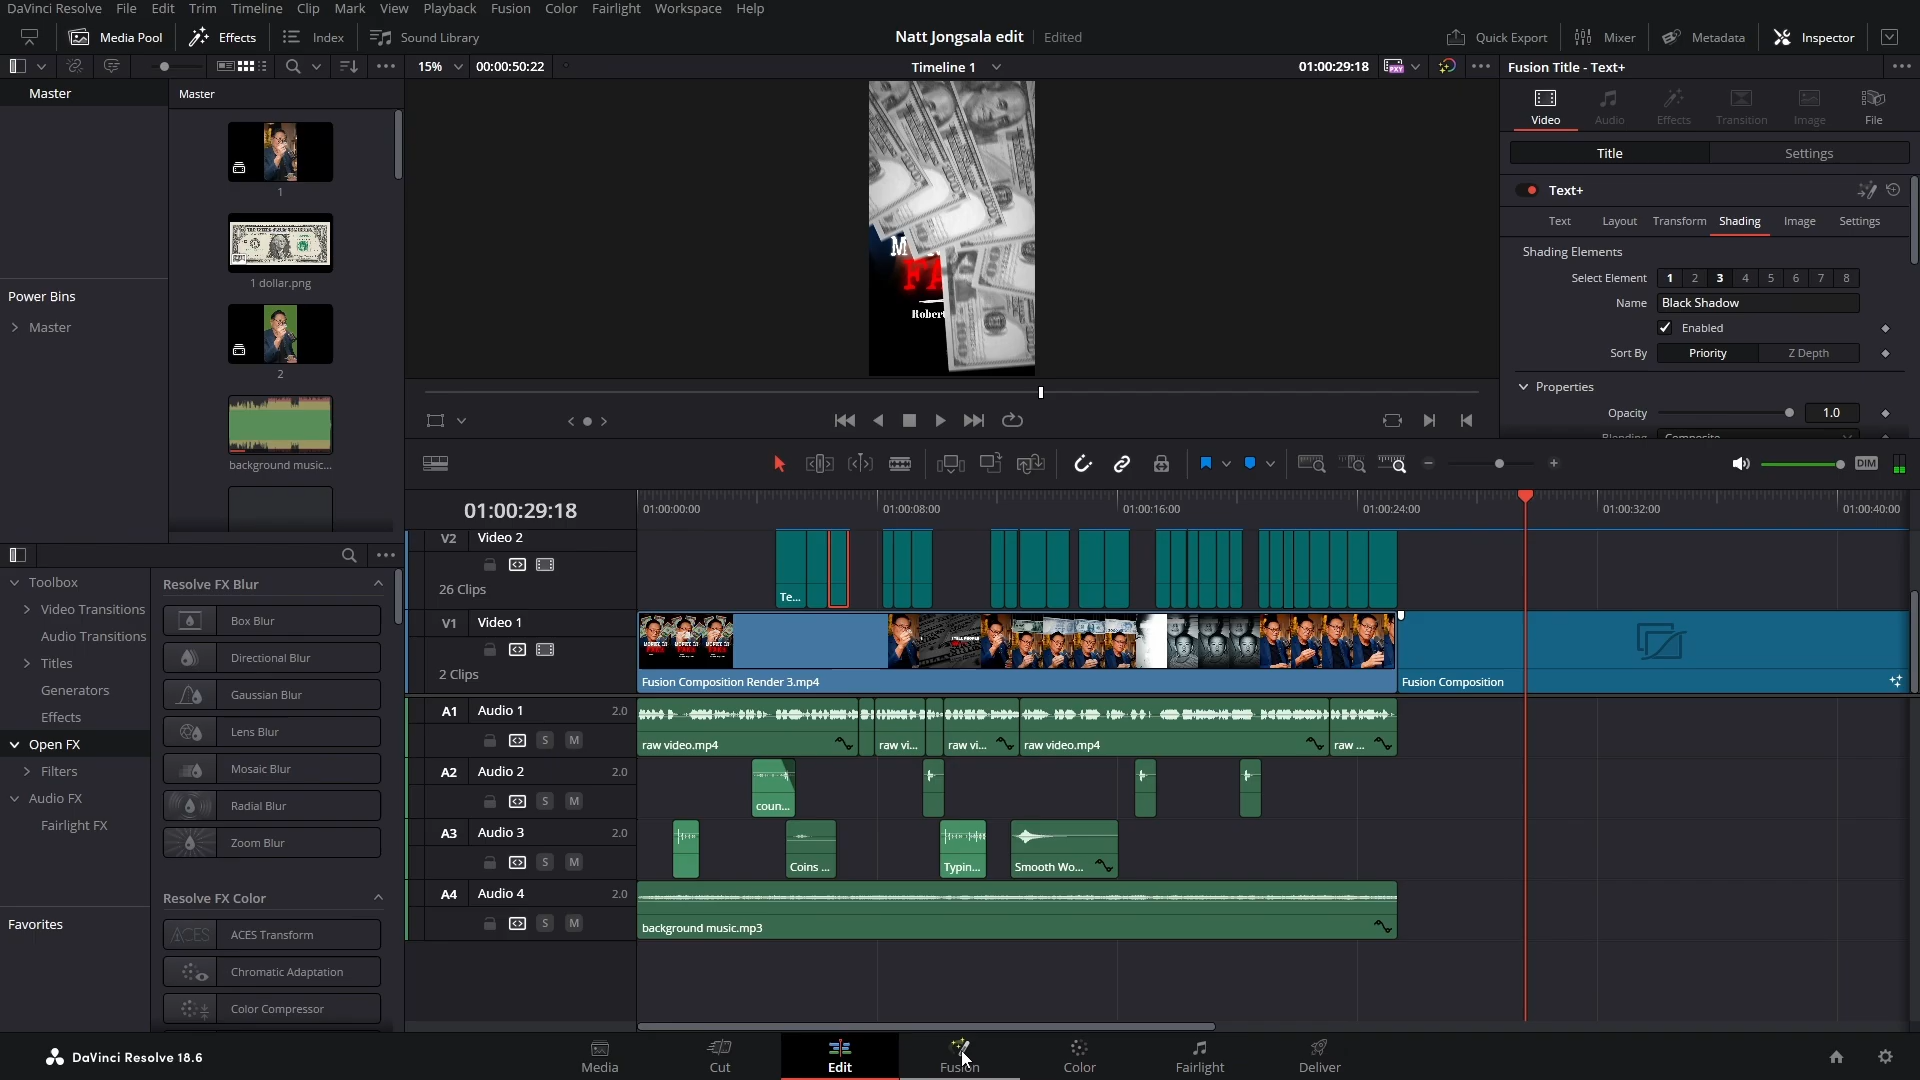 DaVinci Resolve File Edit Trim Timeline Clip Mark View Playback Fusion Color Fairlight Workspace Help
Media Pool Effects Index Sound Library Natt Jongsala edit Edited Quick Export Mixer Metadata Inspector
15% 00:00:50:22 Timeline 1 01:00:29:18 PXY Fusion Title - Text+
Master
Master
1
1 dollar.png
2
background music...
Power Bins
Master
M
FA
Robert
Video Audio Effects Transition Image File
Title Settings
Text+
Text Layout Transform Shading Image Settings
Shading Elements
Select Element 1 2 3 4 5 6 7 8
Name Black Shadow
Enabled
Sort By Priority Z Depth
Properties
Opacity 1.0
DIM
Toolbox
Video Transitions
Audio Transitions
Titles
Generators
Effects
Open FX
Filters
Audio FX
Fairlight FX
Favorites
Resolve FX Blur
Box Blur
Directional Blur
Gaussian Blur
Lens Blur
Mosaic Blur
Radial Blur
Zoom Blur
Resolve FX Color
ACES ACES Transform
Chromatic Adaptation
Color Compressor
01:00:29:18 01:00:00:00 01:00:08:00 01:00:16:00 01:00:24:00 01:00:32:00 01:00:40:00
V2 Video 2
26 Clips
Te...
V1 Video 1
2 Clips
Fusion Composition Render 3.mp4 Fusion Composition
A1 Audio 1 2.0
S M
raw video.mp4 raw vi... raw vi... raw video.mp4 raw ...
A2 Audio 2 2.0
S M
coun...
A3 Audio 3 2.0
S M
Coins ... Typin... Smooth Wo...
A4 Audio 4 2.0
S M
background music.mp3
DaVinci Resolve 18.6
Media Cut Edit Fusion Color Fairlight Deliver